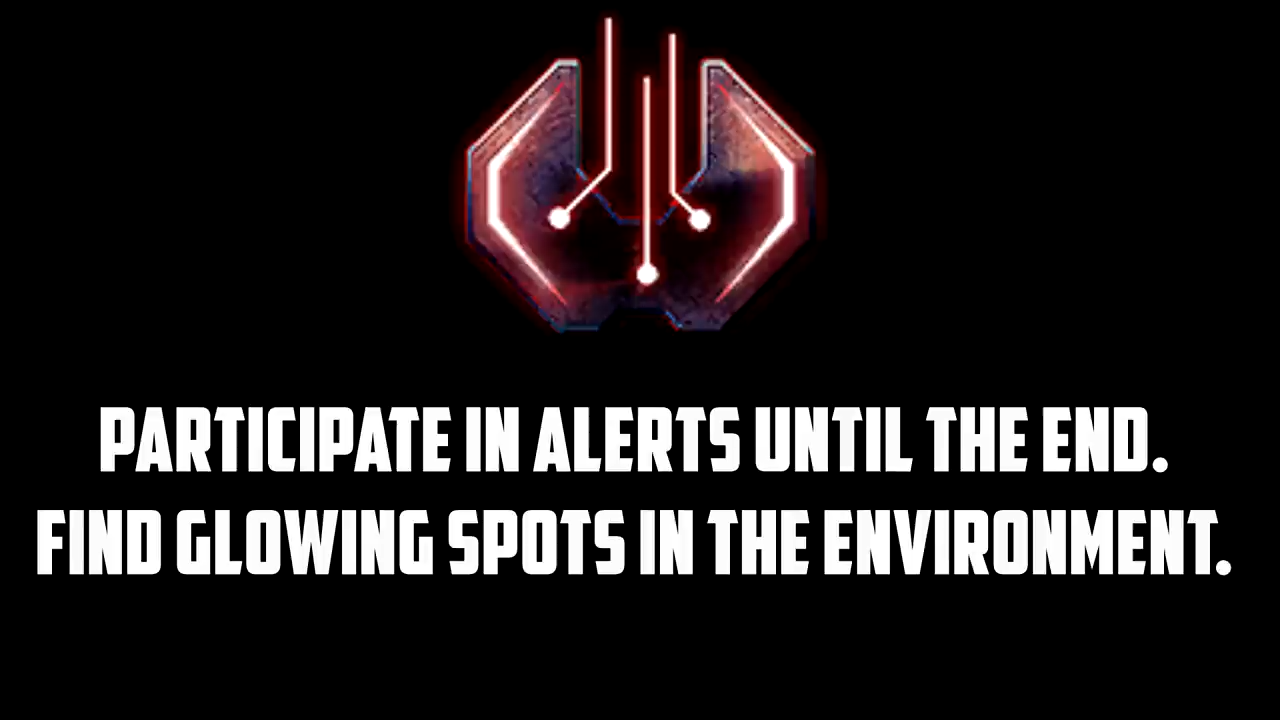 PARTICIPATE IN ALERTS UNTIL THE END.
FIND GLOWING SPOTS IN THE ENVIRONMENT.